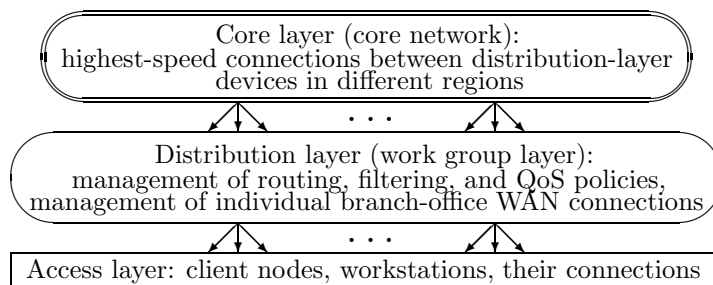 Core layer (core network):
highest-speed connections between distribution-layer
devices in different regions
. . .
Distribution layer (work group layer):
management of routing, filtering, and QoS policies,
management of individual branch-office WAN connections
. . .
Access layer: client nodes, workstations, their connections